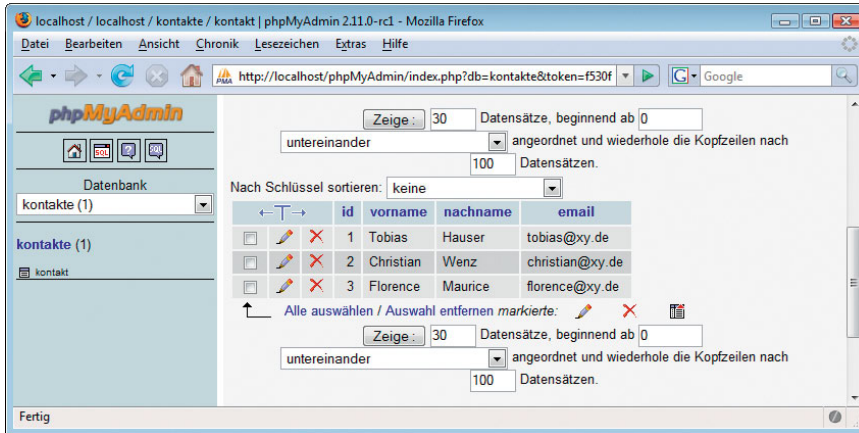 localhost / localhost / kontakte / kontakt | phpMyAdmin 2.11.0-rc1 - Mozilla Firefox
Datei Bearbeiten Ansicht Chronik Lesezeichen Extras Hilfe
PMA http://localhost/phpMyAdmin/index.php?db=kontakte&token=f530f G Google
phpMyAdmin
SQL
Datenbank
kontakte (1)
kontakte (1)
kontakt
Zeige : 30 Datensätze, beginnend ab 0
untereinander angeordnet und wiederhole die Kopfzeilen nach
100 Datensätzen.
Nach Schlüssel sortieren: keine
←T→ id vorname nachname email
1 Tobias Hauser tobias@xy.de
2 Christian Wenz christian@xy.de
3 Florence Maurice florence@xy.de
Alle auswählen / Auswahl entfernen markierte:
Zeige : 30 Datensätze, beginnend ab 0
untereinander angeordnet und wiederhole die Kopfzeilen nach
100 Datensätzen.
Fertig